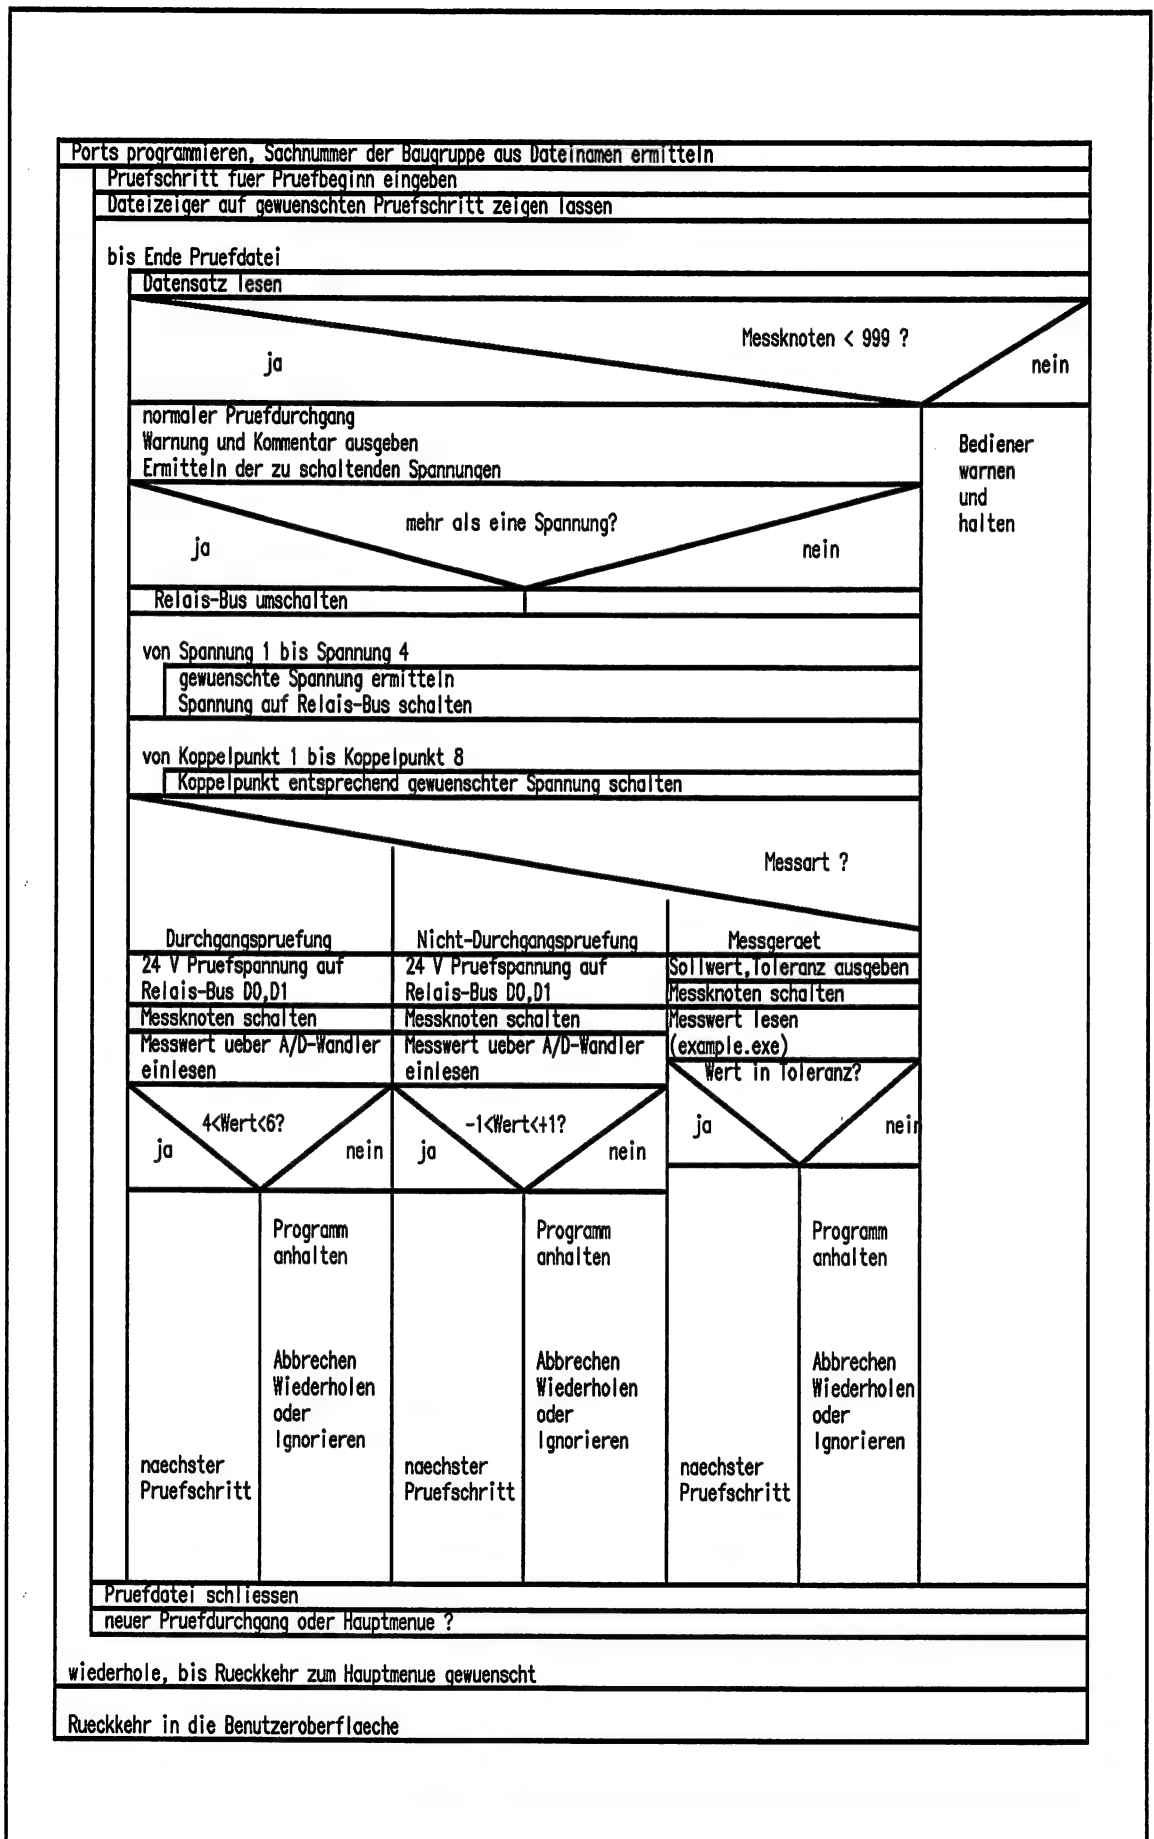 Ports programmieren, Sachnummer der Baugruppe aus Dateinamen ermitteln
Pruefschritt fuer Pruefbeginn eingeben
Dateizeiger auf gewuenschten Pruefschritt zeigen lassen
bis Ende Pruefdatei
Datensatz lesen
Messknoten < 999 ?
ja
nein
normaler Pruefdurchgang
Warnung und Kommentar ausgeben
Ermitteln der zu schaltenden Spannungen
Bediener
warnen
und
halten
mehr als eine Spannung?
ja
nein
Relais-Bus umschalten
von Spannung 1 bis Spannung 4
gewuenschte Spannung ermitteln
Spannung auf Relais-Bus schalten
von Koppelpunkt 1 bis Koppelpunkt 8
Koppelpunkt entsprechend gewuenschter Spannung schalten
Messart ?
Durchgangspruefung
24 V Pruefspannung auf
Relais-Bus D0,D1
Messknoten schalten
Messwert ueber A/D-Wandler
einlesen
4<Wert<6?
ja
nein
naechster
Pruefschritt
Programm
anhalten
Abbrechen
Wiederholen
oder
Ignorieren
Nicht-Durchgangspruefung
24 V Pruefspannung auf
Relais-Bus D0,D1
Messknoten schalten
Messwert ueber A/D-Wandler
einlesen
-1<Wert<+1?
ja
nein
naechster
Pruefschritt
Programm
anhalten
Abbrechen
Wiederholen
oder
Ignorieren
Messgeraet
Sollwert,Toleranz ausgeben
Messknoten schalten
Messwert lesen
(example.exe)
Wert in Toleranz?
ja
nein
naechster
Pruefschritt
Programm
anhalten
Abbrechen
Wiederholen
oder
Ignorieren
Pruefdatei schliessen
neuer Pruefdurchgang oder Hauptmenue ?
wiederhole, bis Rueckkehr zum Hauptmenue gewuenscht
Rueckkehr in die Benutzeroberflaeche